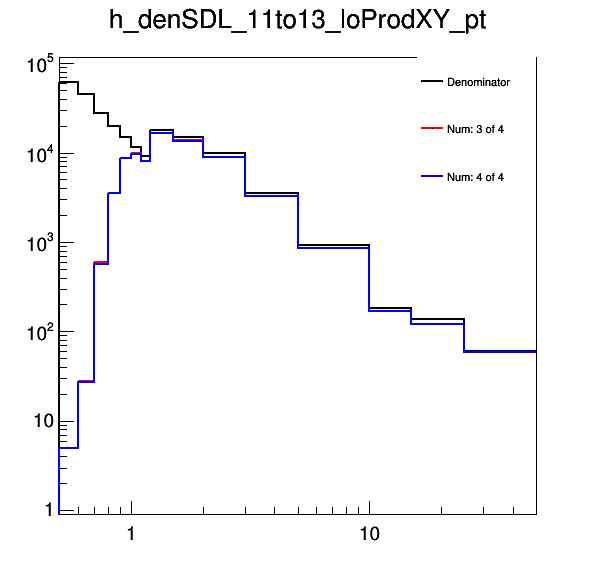 h_denSDL_11to13_loProdXY_pt
10^5
Denominator
Num: 3 of 4
10^4
Num: 4 of 4
10^3
10^2
10
1
1 10